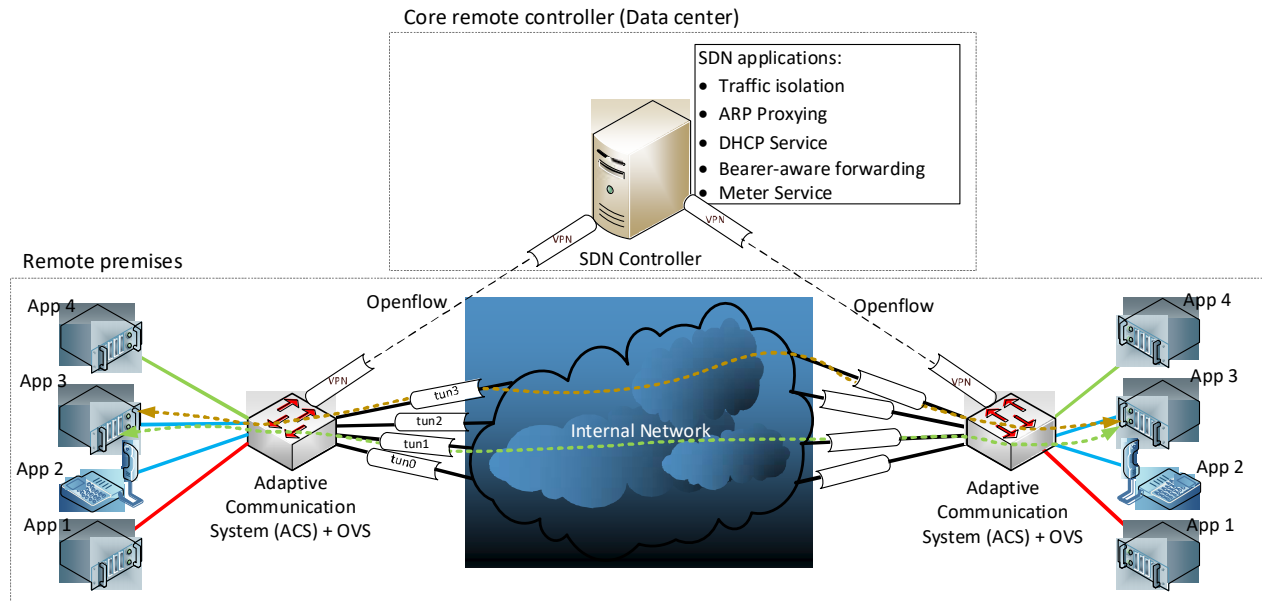 Core remote controller (Data center)
SDN applications:
• Traffic isolation
• ARP Proxying
• DHCP Service
• Bearer-aware forwarding
• Meter Service
VPN
VPN
SDN Controller
Remote premises
App 4
App 3
App 2
App 1
Openflow
Openflow
VPN
VPN
tun3
tun2
tun1
tun0
Internal Network
Adaptive
Communication
System (ACS) + OVS
Adaptive
Communication
System (ACS) + OVS
App 4
App 3
App 2
App 1